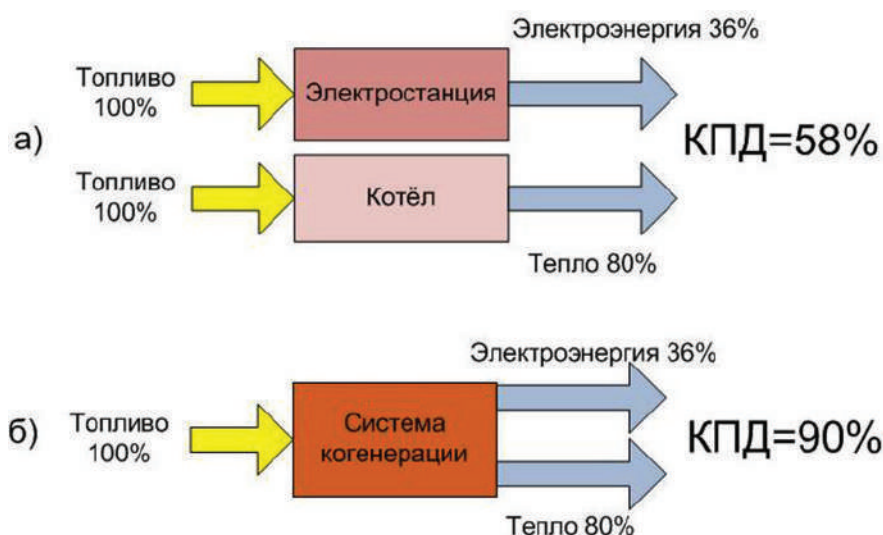 Электроэнергия 36%
Топливо
100%
Электростанция
а)
КПД=58%
Топливо
100%
Котёл
Тепло 80%
Электроэнергия 36%
б)
Топливо
100%
Система
когенерации
КПД=90%
Тепло 80%